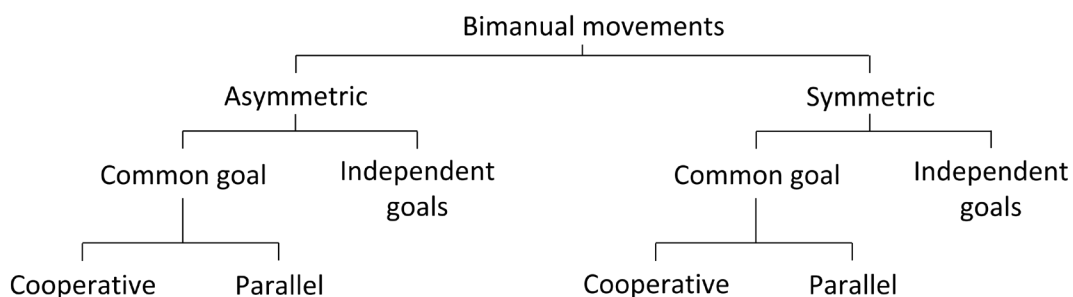 Bimanual movements
Asymmetric
Symmetric
Common goal
Independent
goals
Common goal
Independent
goals
Cooperative
Parallel
Cooperative
Parallel